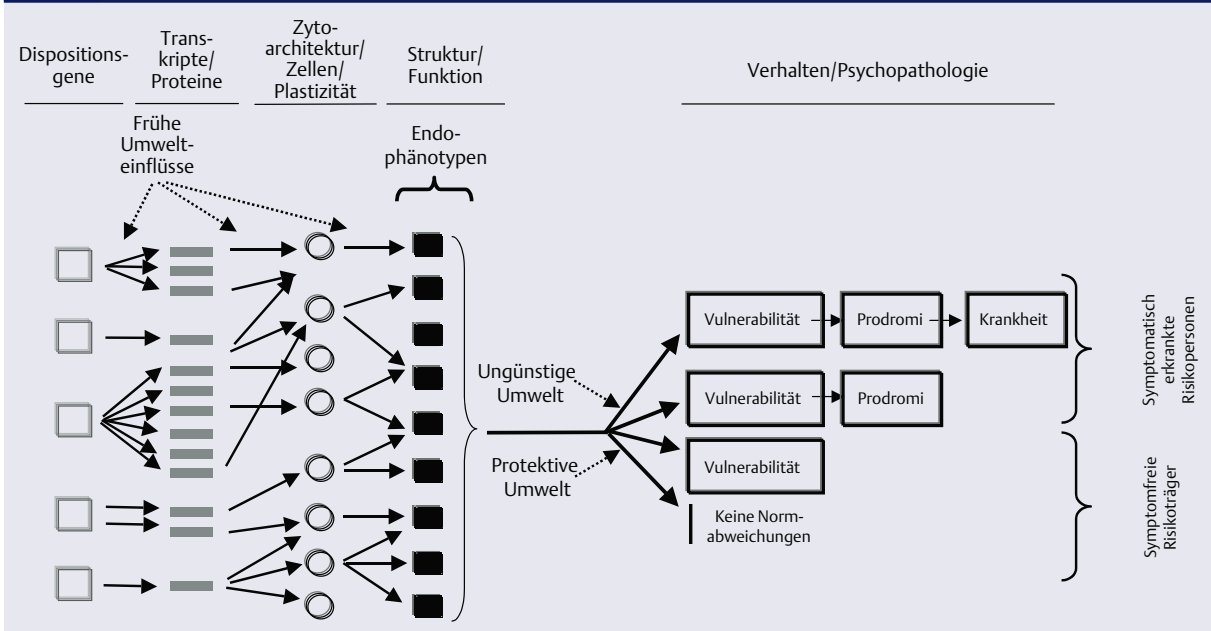 Dispositions-
gene
Trans-
kripte/
Proteine
Zyto-
architektur/
Zellen/
Plastizität
Struktur/
Funktion
Verhalten/Psychopathologie
Frühe
Umwelt-
einflüsse
Endo-
phänotypen
Ungünstige
Umwelt
Protektive
Umwelt
Vulnerabilität
Prodromi
Krankheit
Vulnerabilität
Prodromi
Vulnerabilität
Keine Norm-
abweichungen
Symptomatisch
erkrankte
Risikopersonen
Symptomfreie
Risikoträger